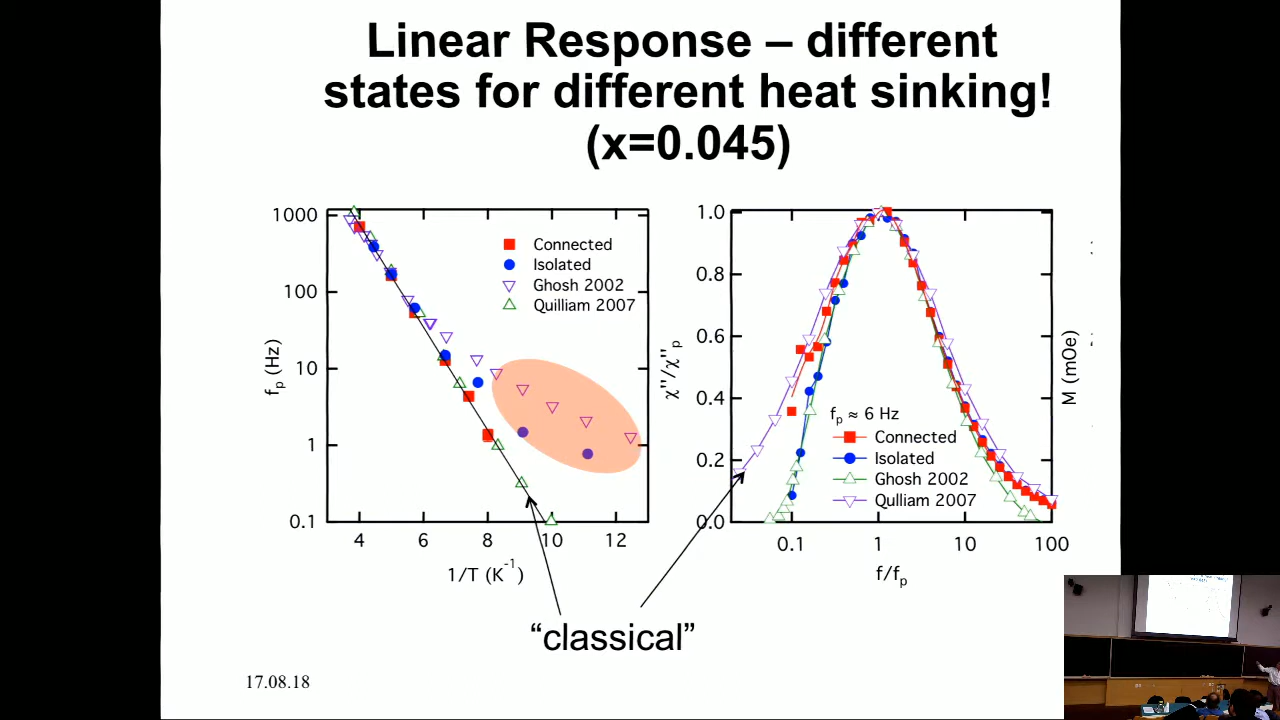 Linear Response – different
states for different heat sinking!
(x=0.045)
1000
100
10
1
0.1
4
6
8
10
12
f_p (Hz)
1/T (K^-1)
Connected
Isolated
Ghosh 2002
Quilliam 2007
1.0
0.8
0.6
0.4
0.2
0.0
0.1
1
10
100
χ''/χ''_p
f/f_p
M (mOe)
f_p ≈ 6 Hz
Connected
Isolated
Ghosh 2002
Qulliam 2007
“classical”
17.08.18